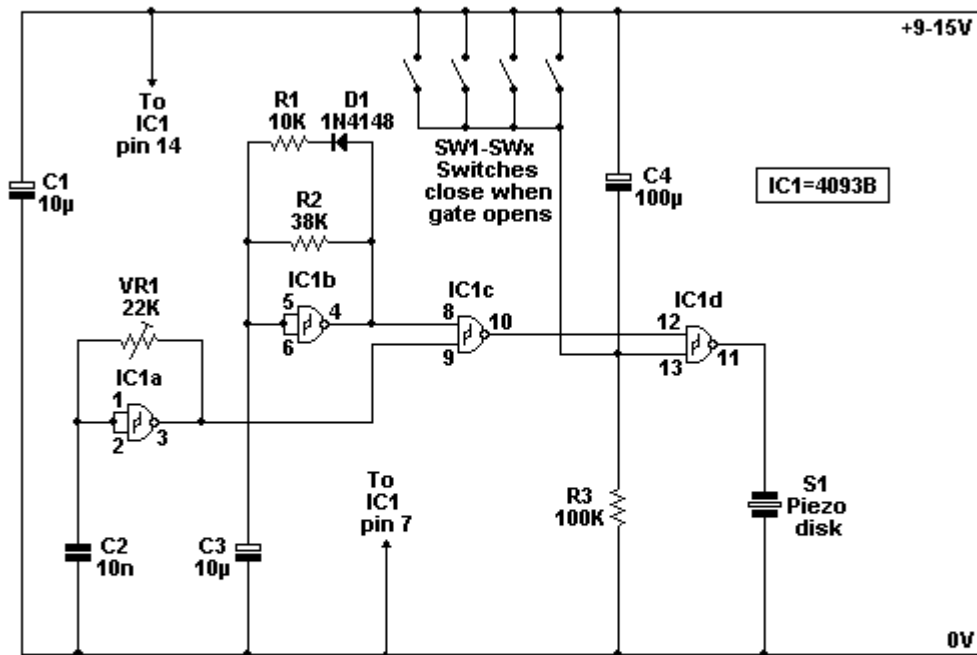 +9-15V
To
IC1
pin 14
R1
10K
D1
1N4148
SW1-SWx
Switches
close when
gate opens
C1
10µ
C4
100µ
IC1=4093B
R2
38K
VR1
22K
IC1b
5
6
4
IC1c
8
9
10
IC1d
12
13
11
IC1a
1
2
3
To
IC1
pin 7
R3
100K
S1
Piezo
disk
C2
10n
C3
10µ
0V